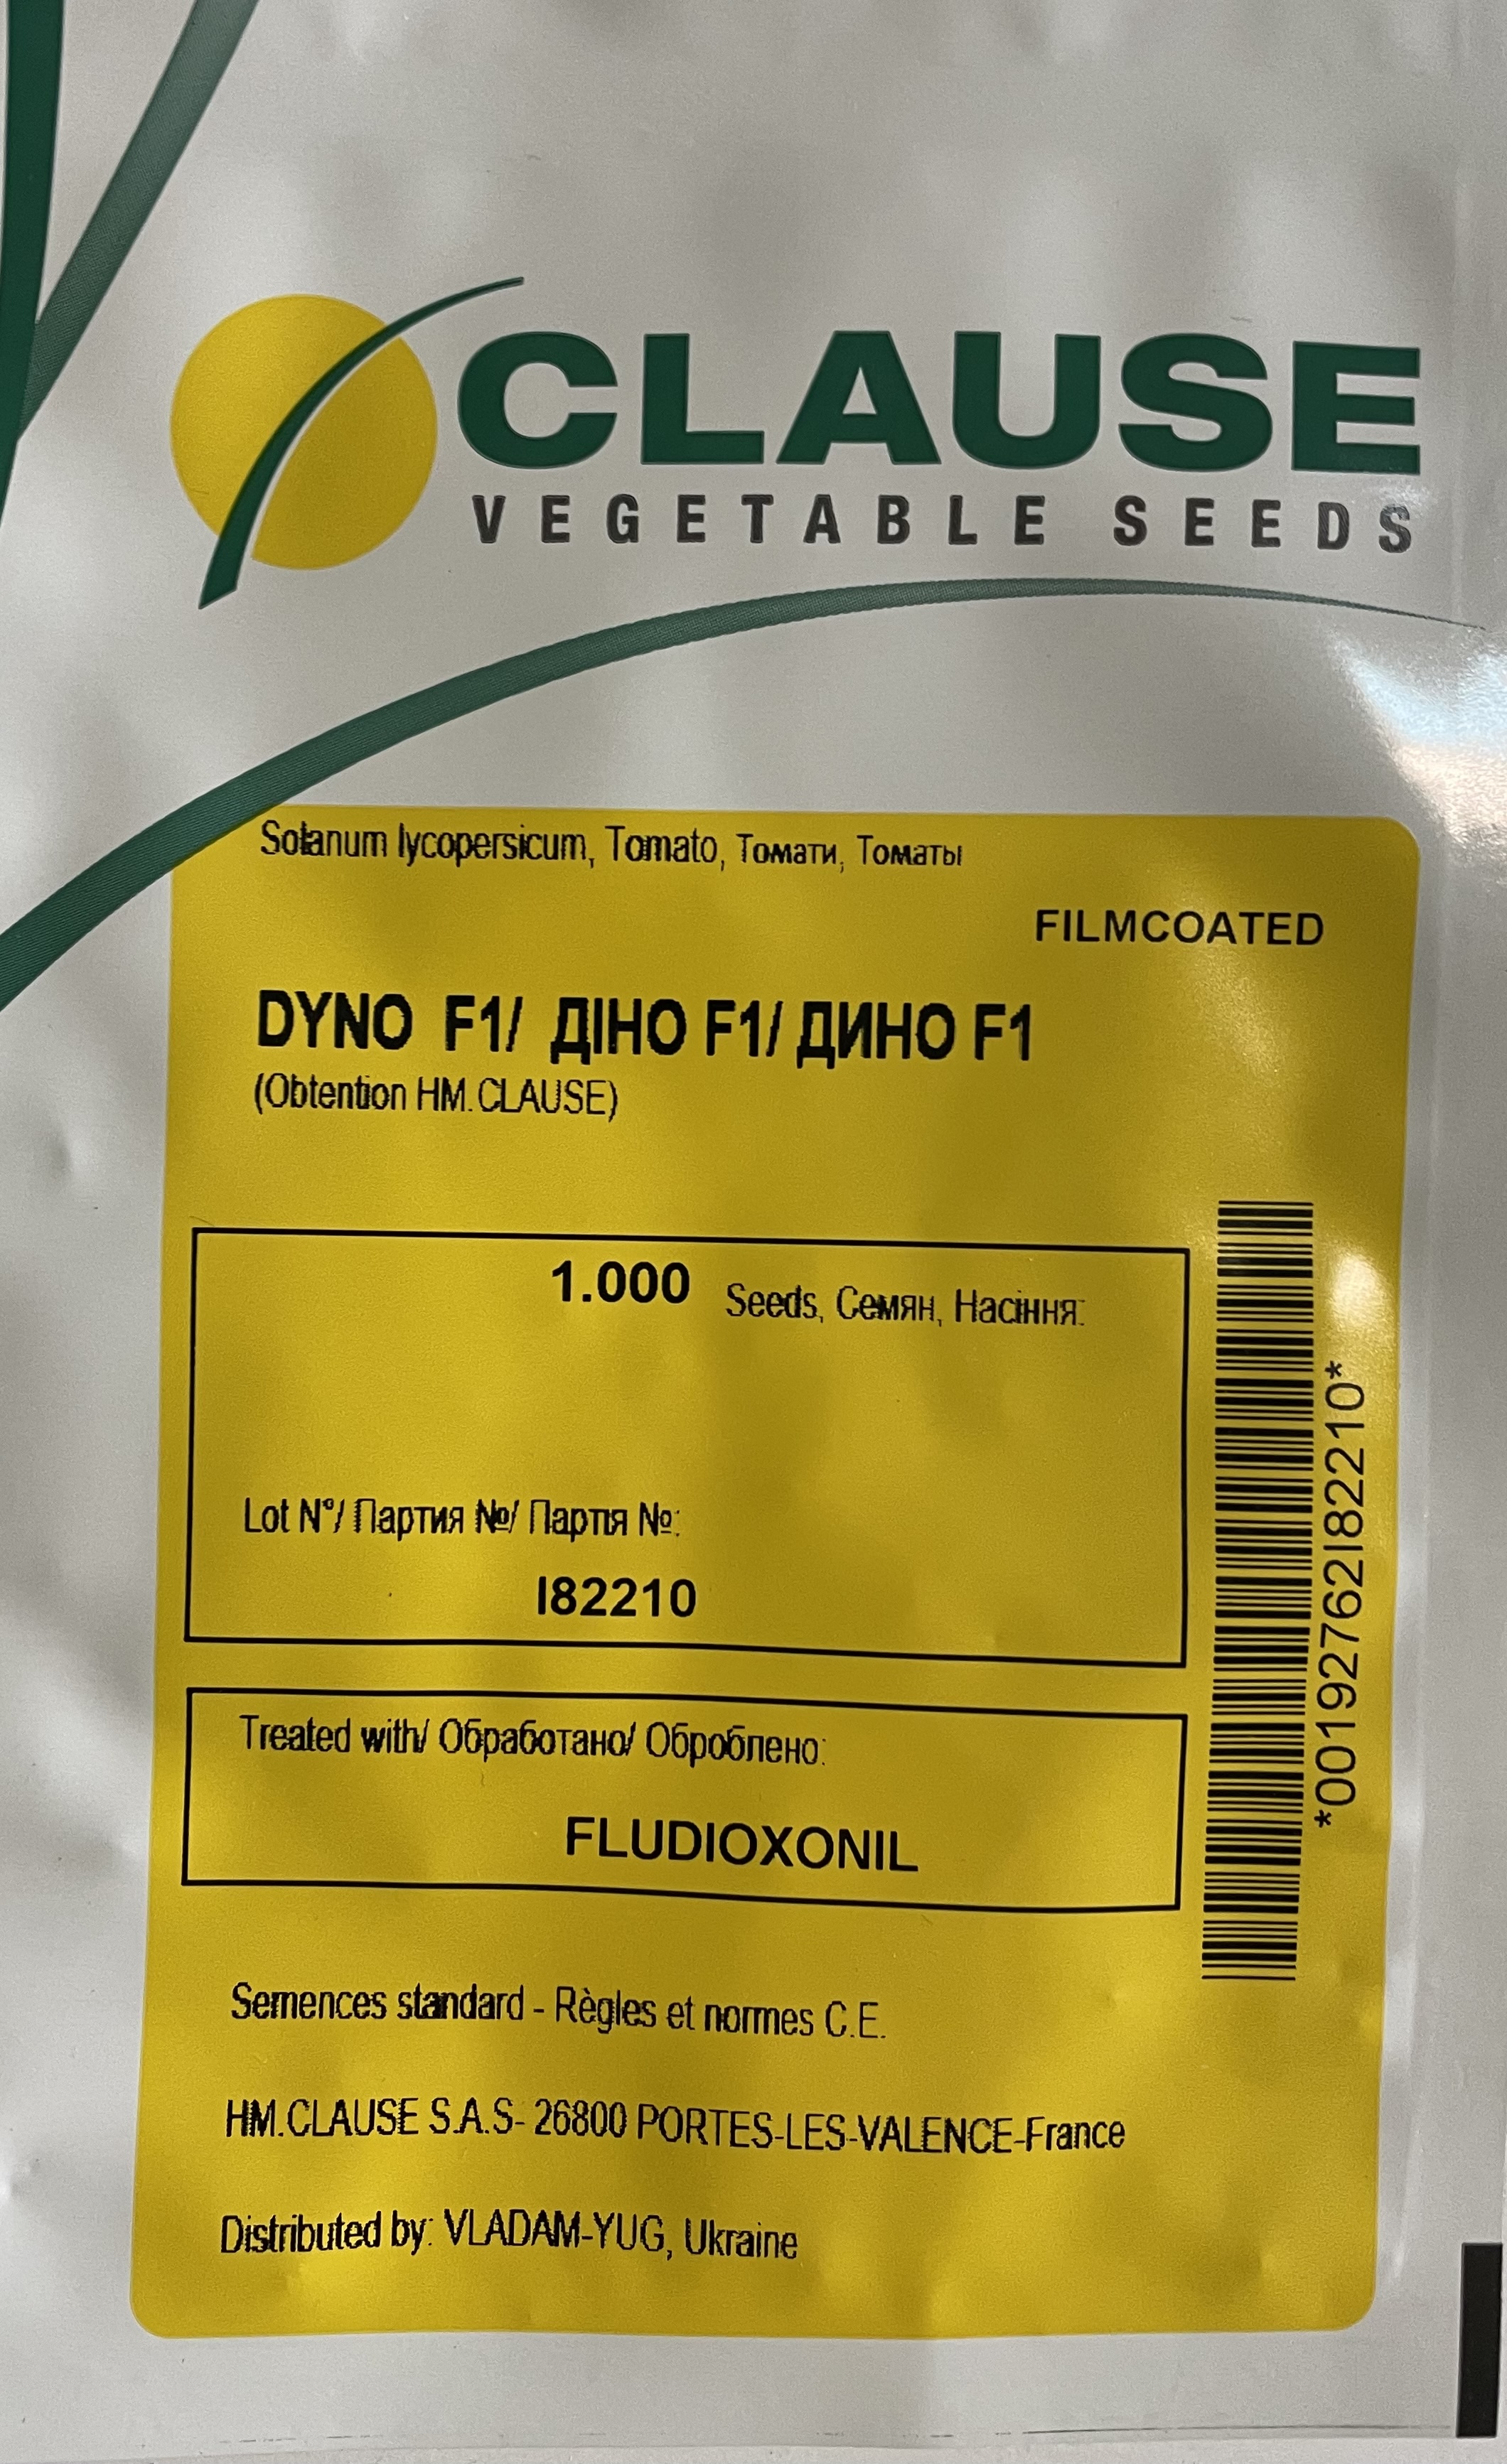 CLAUSE
VEGETABLE SEEDS
Solanum lycopersicum, Tomato, Томати, Томаты
FILMCOATED
DYNO F1/ ДІНО F1/ ДИНО F1
(Obtention HM.CLAUSE)
1.000 Seeds, Семян, Насіння:
Lot N°/ Партия №/ Партія №:
I82210
*00192762I82210*
Treated with/ Обработано/ Оброблено:
FLUDIOXONIL
Semences standard - Règles et normes C.E.
HM.CLAUSE S.A.S- 26800 PORTES-LES-VALENCE-France
Distributed by: VLADAM-YUG, Ukraine